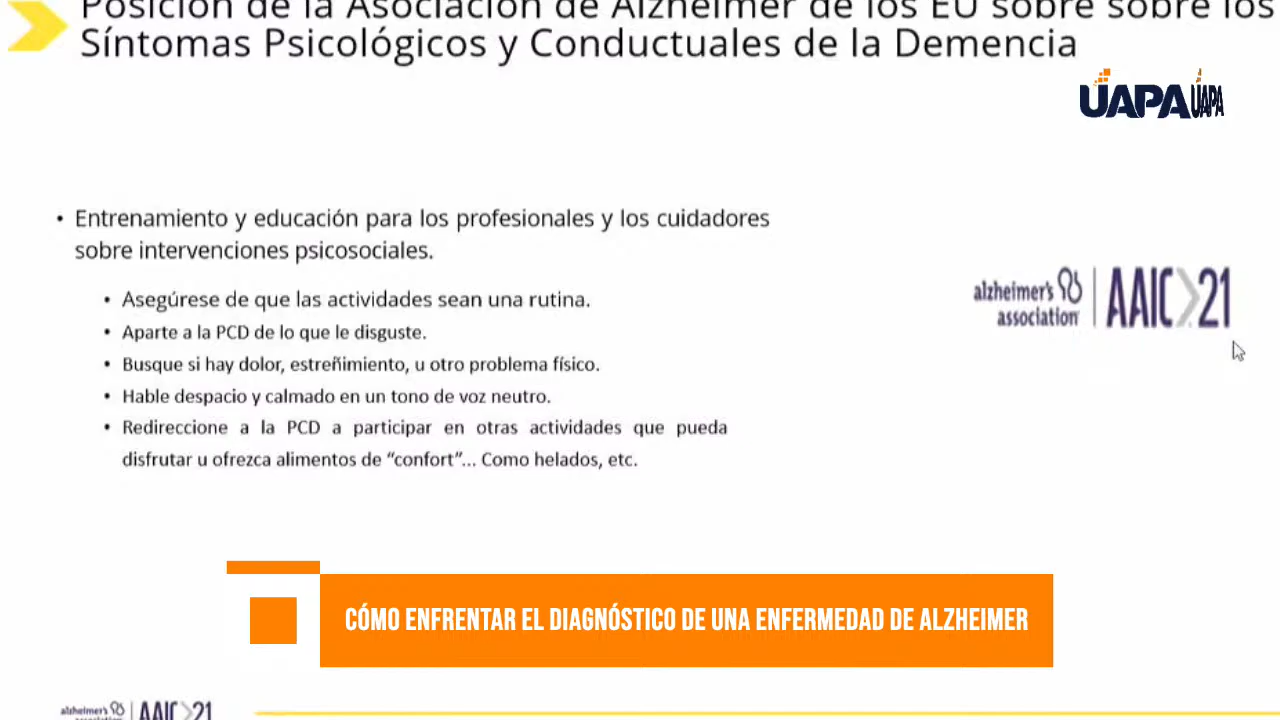 Posición de la Asociación de Alzheimer de los EU sobre sobre los
Síntomas Psicológicos y Conductuales de la Demencia
UAPA UAPA
• Entrenamiento y educación para los profesionales y los cuidadores
sobre intervenciones psicosociales.
• Asegúrese de que las actividades sean una rutina.
• Aparte a la PCD de lo que le disguste.
• Busque si hay dolor, estreñimiento, u otro problema físico.
• Hable despacio y calmado en un tono de voz neutro.
• Redireccione a la PCD a participar en otras actividades que pueda
disfrutar u ofrezca alimentos de “confort”... Como helados, etc.
alzheimer's
association
AAIC>21
CÓMO ENFRENTAR EL DIAGNÓSTICO DE UNA ENFERMEDAD DE ALZHEIMER
alzheimer's
AAIC>21